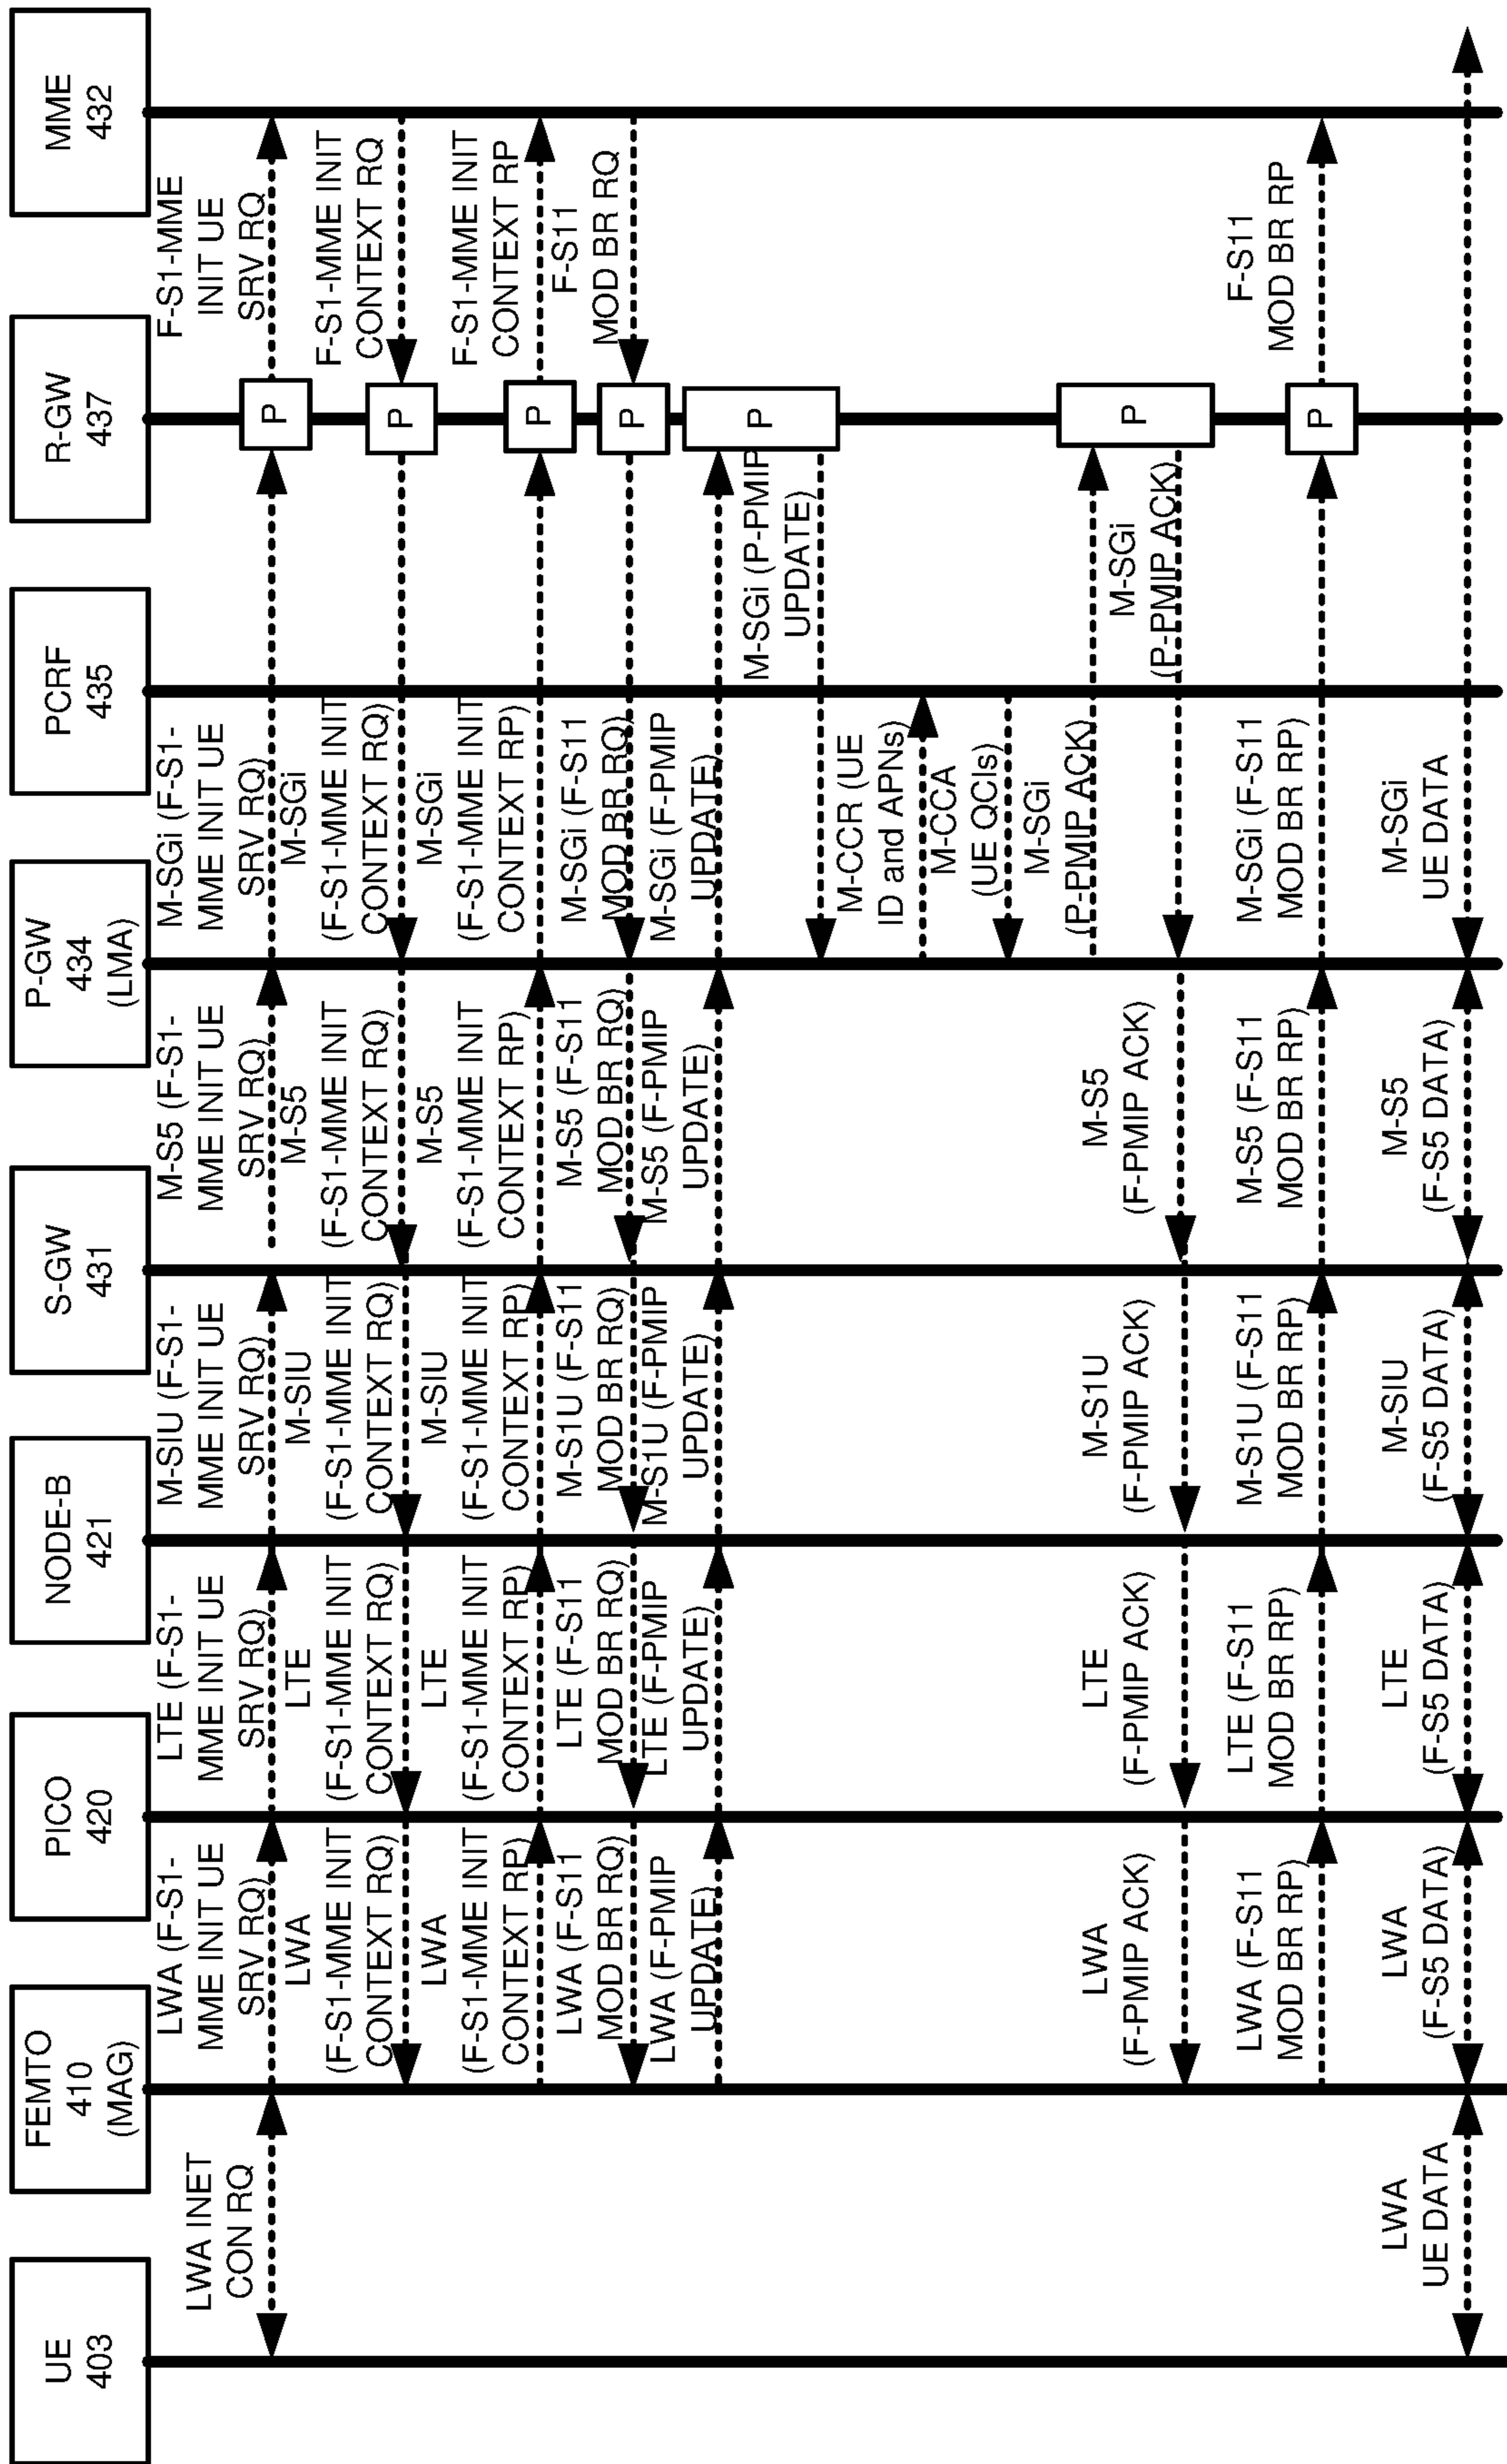 UE
403
FEMTO
410
(MAG)
PICO
420
NODE-B
421
S-GW
431
P-GW
434
(LMA)
PCRF
435
R-GW
437
MME
432
LWA INET
CON RQ
LWA (F-S1-
MME INIT UE
SRV RQ)
LTE (F-S1-
MME INIT UE
SRV RQ)
M-SIU (F-S1-
MME INIT UE
SRV RQ)
M-S5 (F-S1-
MME INIT UE
SRV RQ)
M-SGi (F-S1-
MME INIT UE
SRV RQ)
P
F-S1-MME
INIT UE
SRV RQ
LWA
(F-S1-MME INIT
CONTEXT RQ)
LTE
(F-S1-MME INIT
CONTEXT RQ)
M-SIU
(F-S1-MME INIT
CONTEXT RQ)
M-S5
(F-S1-MME INIT
CONTEXT RQ)
M-SGi
(F-S1-MME INIT
CONTEXT RQ)
P
F-S1-MME INIT
CONTEXT RQ
LWA
(F-S1-MME INIT
CONTEXT RP)
LTE
(F-S1-MME INIT
CONTEXT RP)
M-SIU
(F-S1-MME INIT
CONTEXT RP)
M-S5
(F-S1-MME INIT
CONTEXT RP)
M-SGi
(F-S1-MME INIT
CONTEXT RP)
P
F-S1-MME INIT
CONTEXT RP
LWA (F-S11
MOD BR RQ)
LTE (F-S11
MOD BR RQ)
M-S1U (F-S11
MOD BR RQ)
M-S5 (F-S11
MOD BR RQ)
M-SGi (F-S11
MOD BR RQ)
P
F-S11
MOD BR RQ
LWA (F-PMIP
UPDATE)
LTE (F-PMIP
UPDATE)
M-S1U (F-PMIP
UPDATE)
M-S5 (F-PMIP
UPDATE)
M-SGi (F-PMIP
UPDATE)
P
M-SGi (P-PMIP
UPDATE)
M-CCR (UE
ID and APNs)
M-CCA
(UE QCIs)
M-SGi
(P-PMIP ACK)
P
M-SGi
(P-PMIP ACK)
M-S5
(F-PMIP ACK)
M-S1U
(F-PMIP ACK)
LTE
(F-PMIP ACK)
LWA
(F-PMIP ACK)
LWA (F-S11
MOD BR RP)
LTE (F-S11
MOD BR RP)
M-S1U (F-S11
MOD BR RP)
M-S5 (F-S11
MOD BR RP)
M-SGi (F-S11
MOD BR RP)
P
F-S11
MOD BR RP
LWA
UE DATA
LWA
(F-S5 DATA)
LTE
(F-S5 DATA)
M-SIU
(F-S5 DATA)
M-S5
(F-S5 DATA)
M-SGi
UE DATA